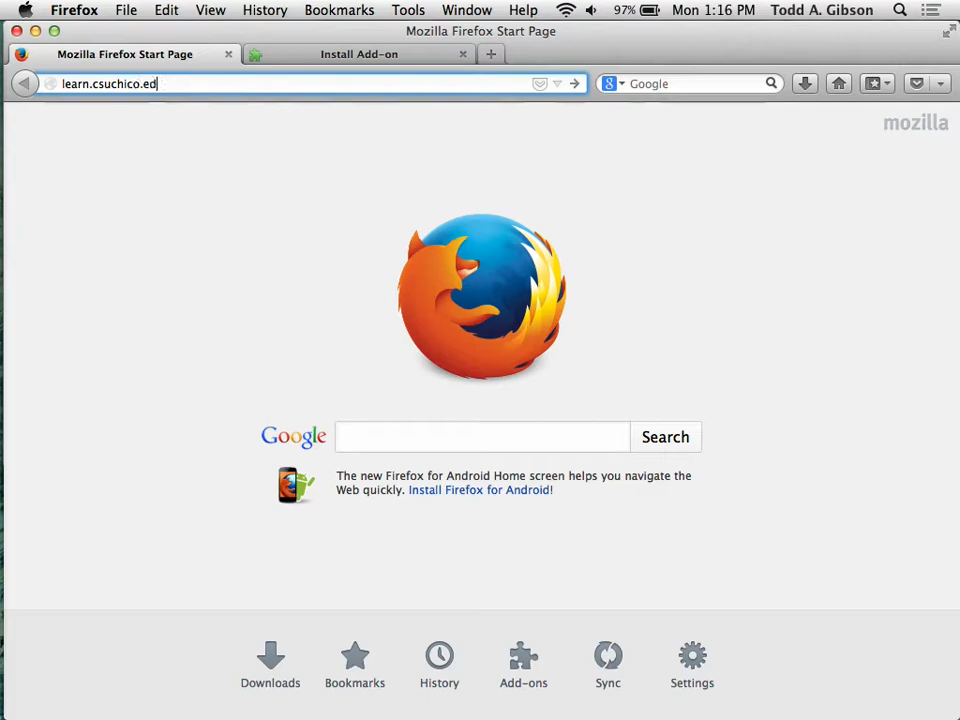 Firefox File Edit View History Bookmarks Tools Window Help 97% Mon 1:16 PM Todd A. Gibson
Mozilla Firefox Start Page
Mozilla Firefox Start Page Install Add-on
learn.csuchico.ed Google
mozilla
Google Search
The new Firefox for Android Home screen helps you navigate the
Web quickly. Install Firefox for Android!
Downloads Bookmarks History Add-ons Sync Settings